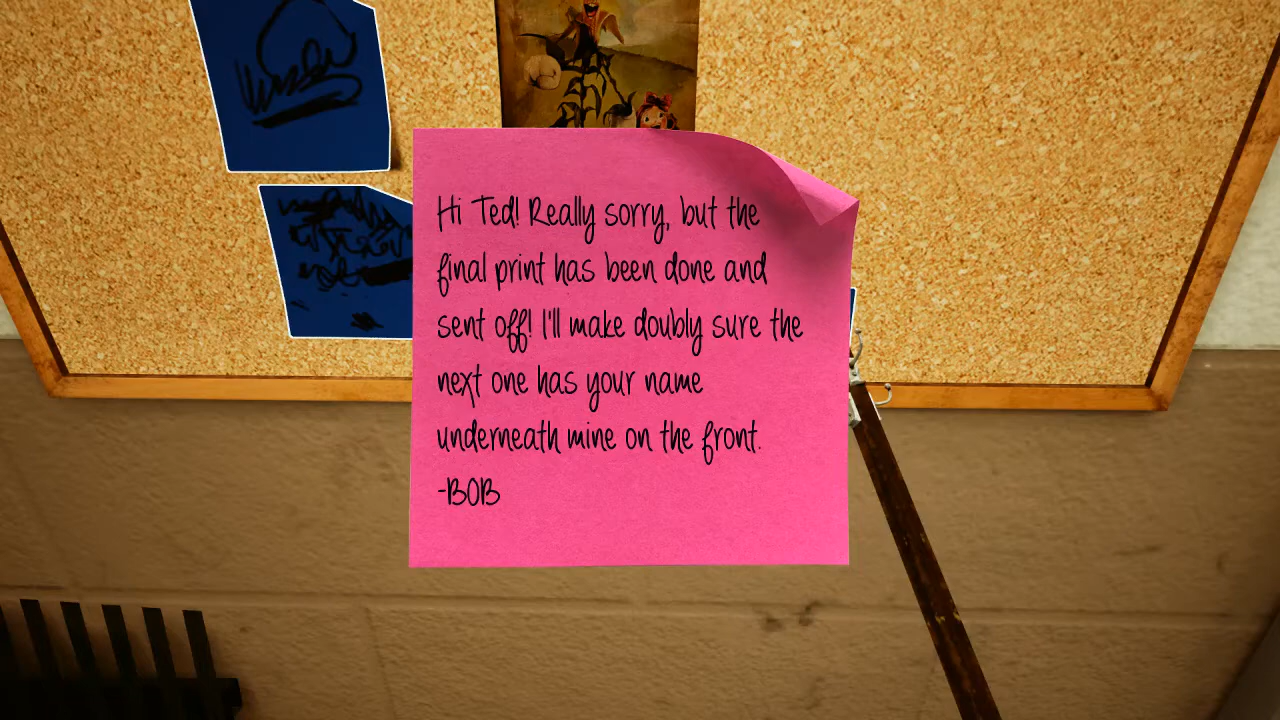 Hi Ted! Really sorry, but the
final print has been done and
sent off! I'll make doubly sure the
next one has your name
underneath mine on the front.
-BOB